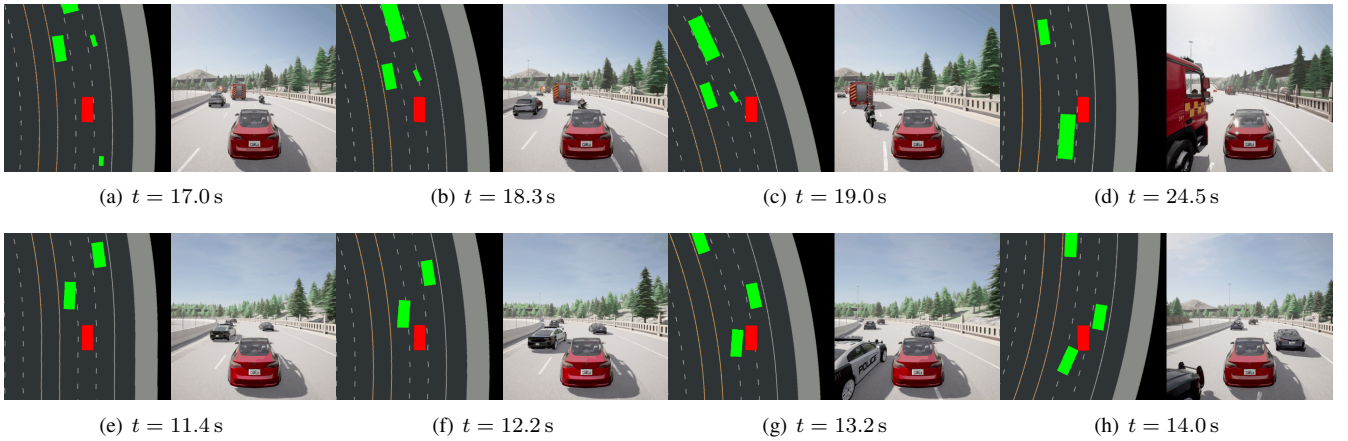 (a) t = 17.0 s
(b) t = 18.3 s
(c) t = 19.0 s
(d) t = 24.5 s
POLICE
(e) t = 11.4 s
(f) t = 12.2 s
(g) t = 13.2 s
(h) t = 14.0 s